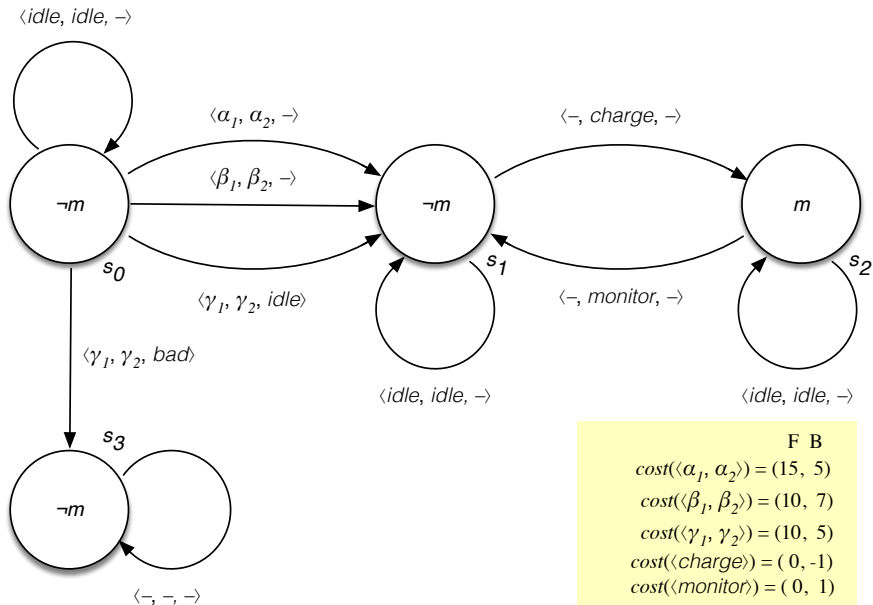 ⟨idle, idle, –⟩
⟨α₁, α₂, –⟩
⟨–, charge, –⟩
⟨β₁, β₂, –⟩
¬m
¬m
m
s₀
s₁
s₂
⟨γ₁, γ₂, idle⟩
⟨–, monitor, –⟩
⟨γ₁, γ₂, bad⟩
⟨idle, idle, –⟩
⟨idle, idle, –⟩
s₃
¬m
⟨–, –, –⟩
F B
cost(⟨α₁, α₂⟩) = (15, 5)
cost(⟨β₁, β₂⟩) = (10, 7)
cost(⟨γ₁, γ₂⟩) = (10, 5)
cost(⟨charge⟩) = ( 0, -1)
cost(⟨monitor⟩) = ( 0, 1)